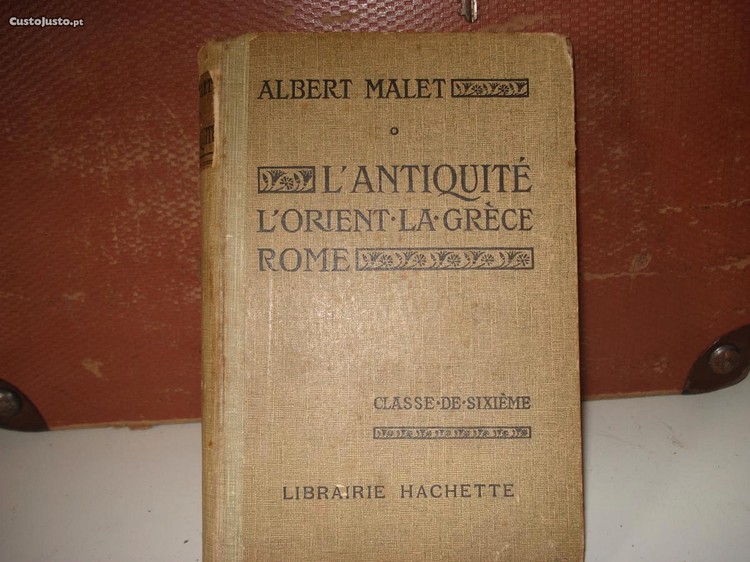 CustoJusto.pt
ALBERT MALET
L'ANTIQUITÉ
L'ORIENT·LA·GRÈCE
ROME
CLASSE·DE·SIXIÈME
LIBRAIRIE HACHETTE